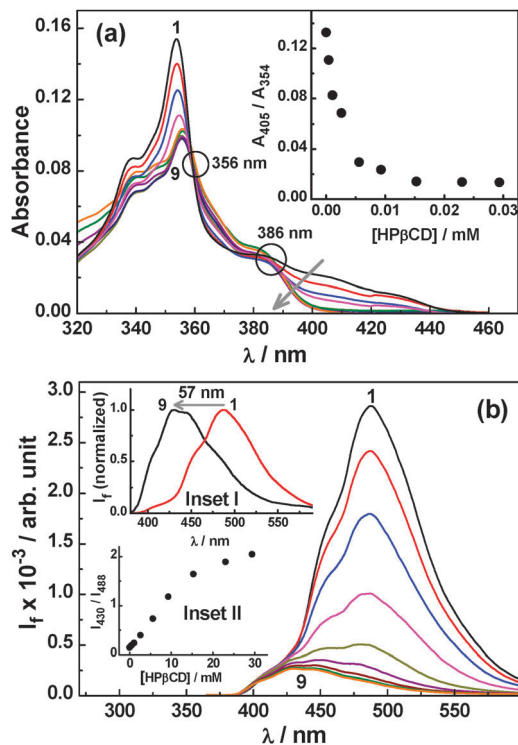 (a)
1
9
356 nm
386 nm
Absorbance
0.16
0.12
0.08
0.04
0.00
320 340 360 380 400 420 440 460
λ / nm
A405 / A354
0.12
0.08
0.04
0.00
0.00 0.01 0.02 0.03
[HPβCD] / mM
(b)
1
9
If x 10-3 / arb. unit
3.0
2.5
2.0
1.5
1.0
0.5
0.0
300 350 400 450 500 550
λ / nm
57 nm
9 1
If (normalized)
1.0
0.5
0.0
Inset I
400 450 500 550
λ / nm
I430 / I488
2
1
0
Inset II
0 10 20 30
[HPβCD] / mM